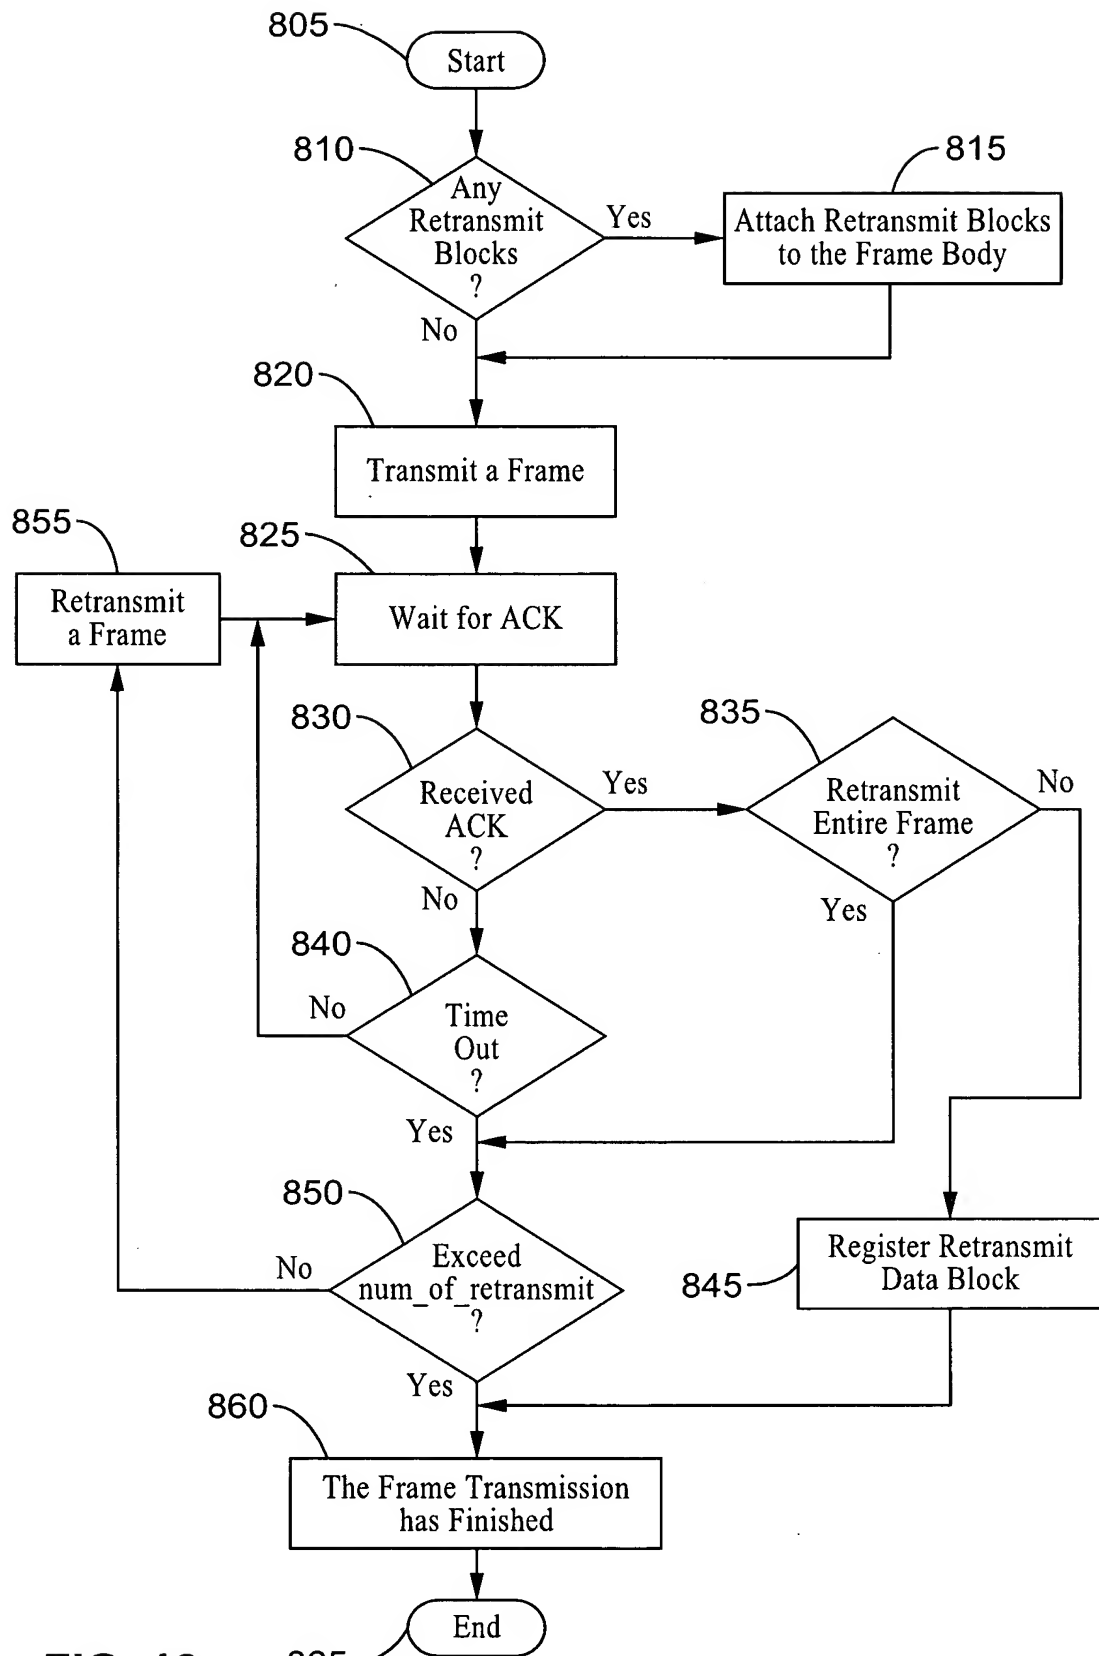 805
Start
810
Any
Retransmit
Blocks
?
Yes
815
Attach Retransmit Blocks
to the Frame Body
No
820
Transmit a Frame
855
Retransmit
a Frame
825
Wait for ACK
830
Received
ACK
?
Yes
835
Retransmit
Entire Frame
?
No
No
Yes
840
Time
Out
?
No
Yes
850
Exceed
num_of_retransmit
?
No
845
Register Retransmit
Data Block
Yes
860
The Frame Transmission
has Finished
End